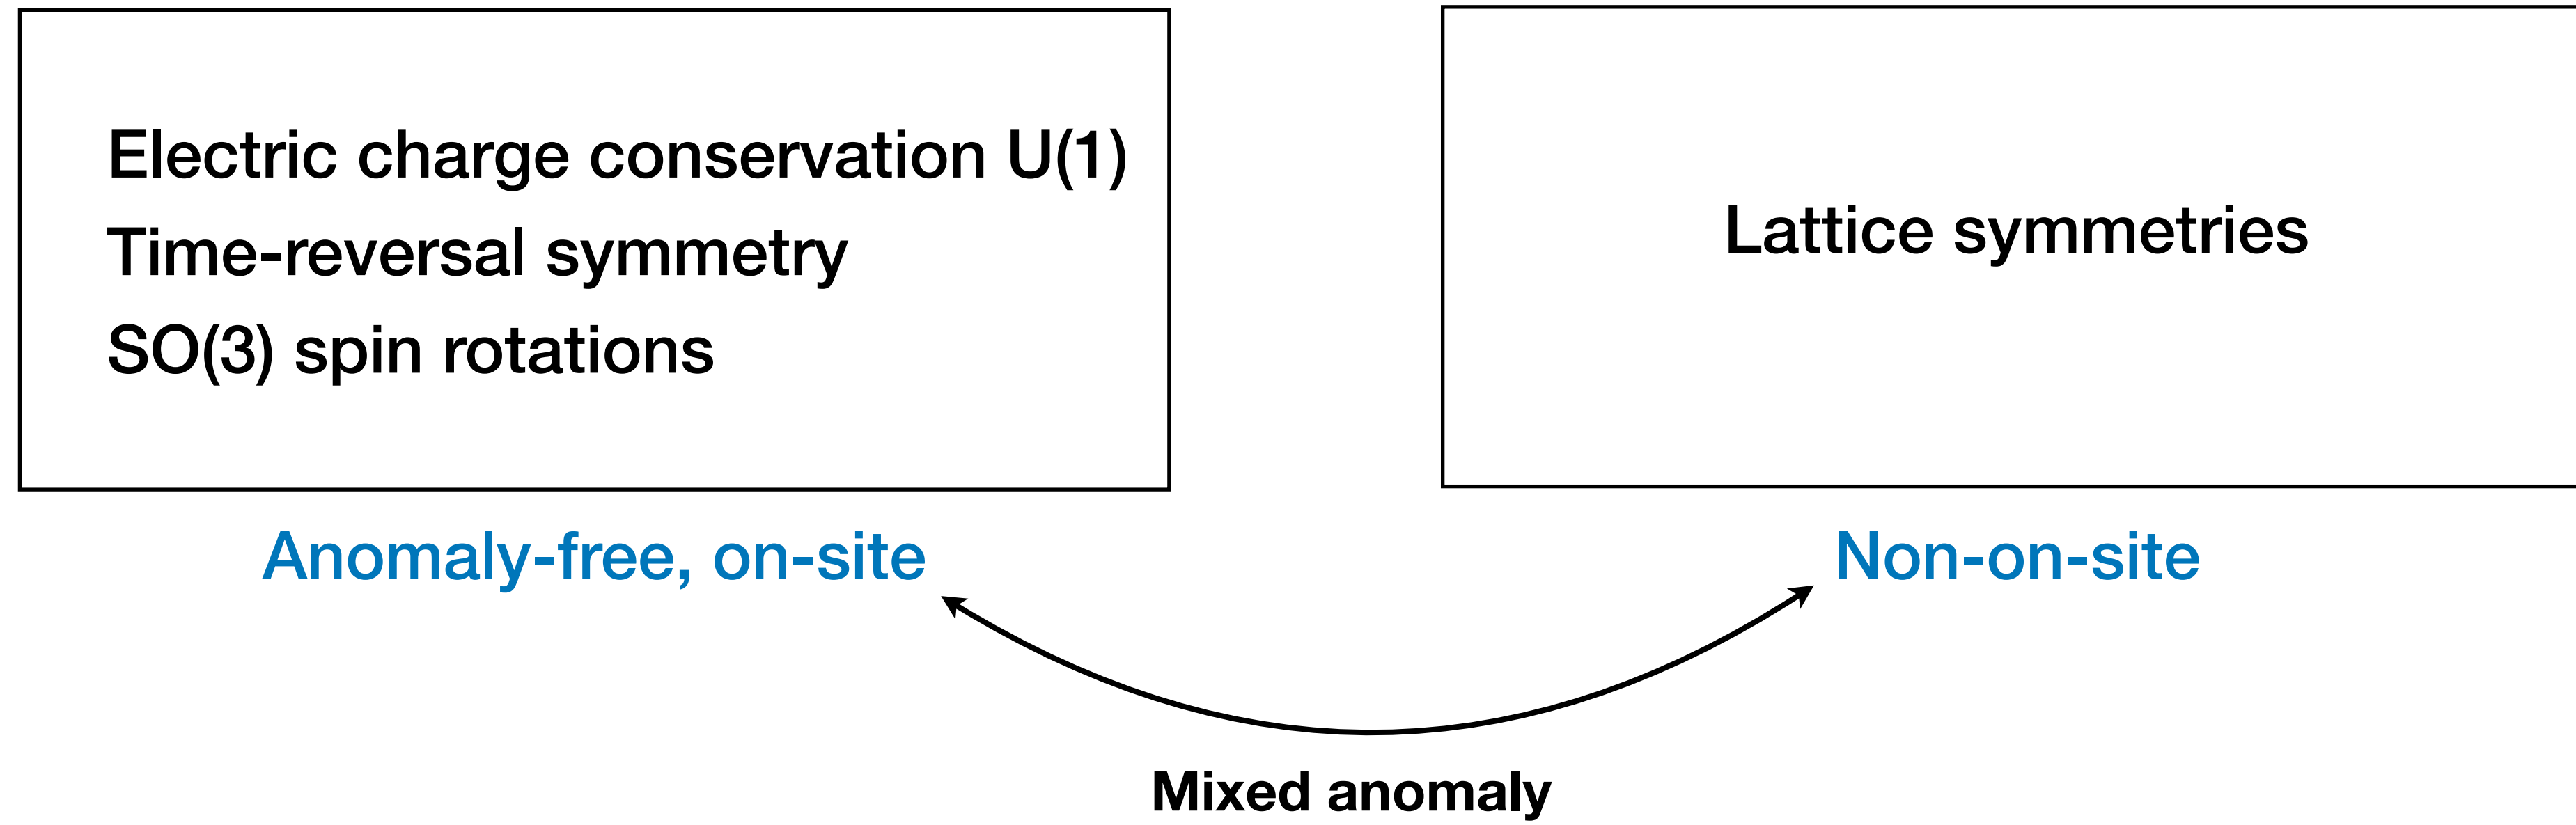 Electric charge conservation U(1)
Time-reversal symmetry
SO(3) spin rotations
Lattice symmetries
Anomaly-free, on-site
Non-on-site
Mixed anomaly